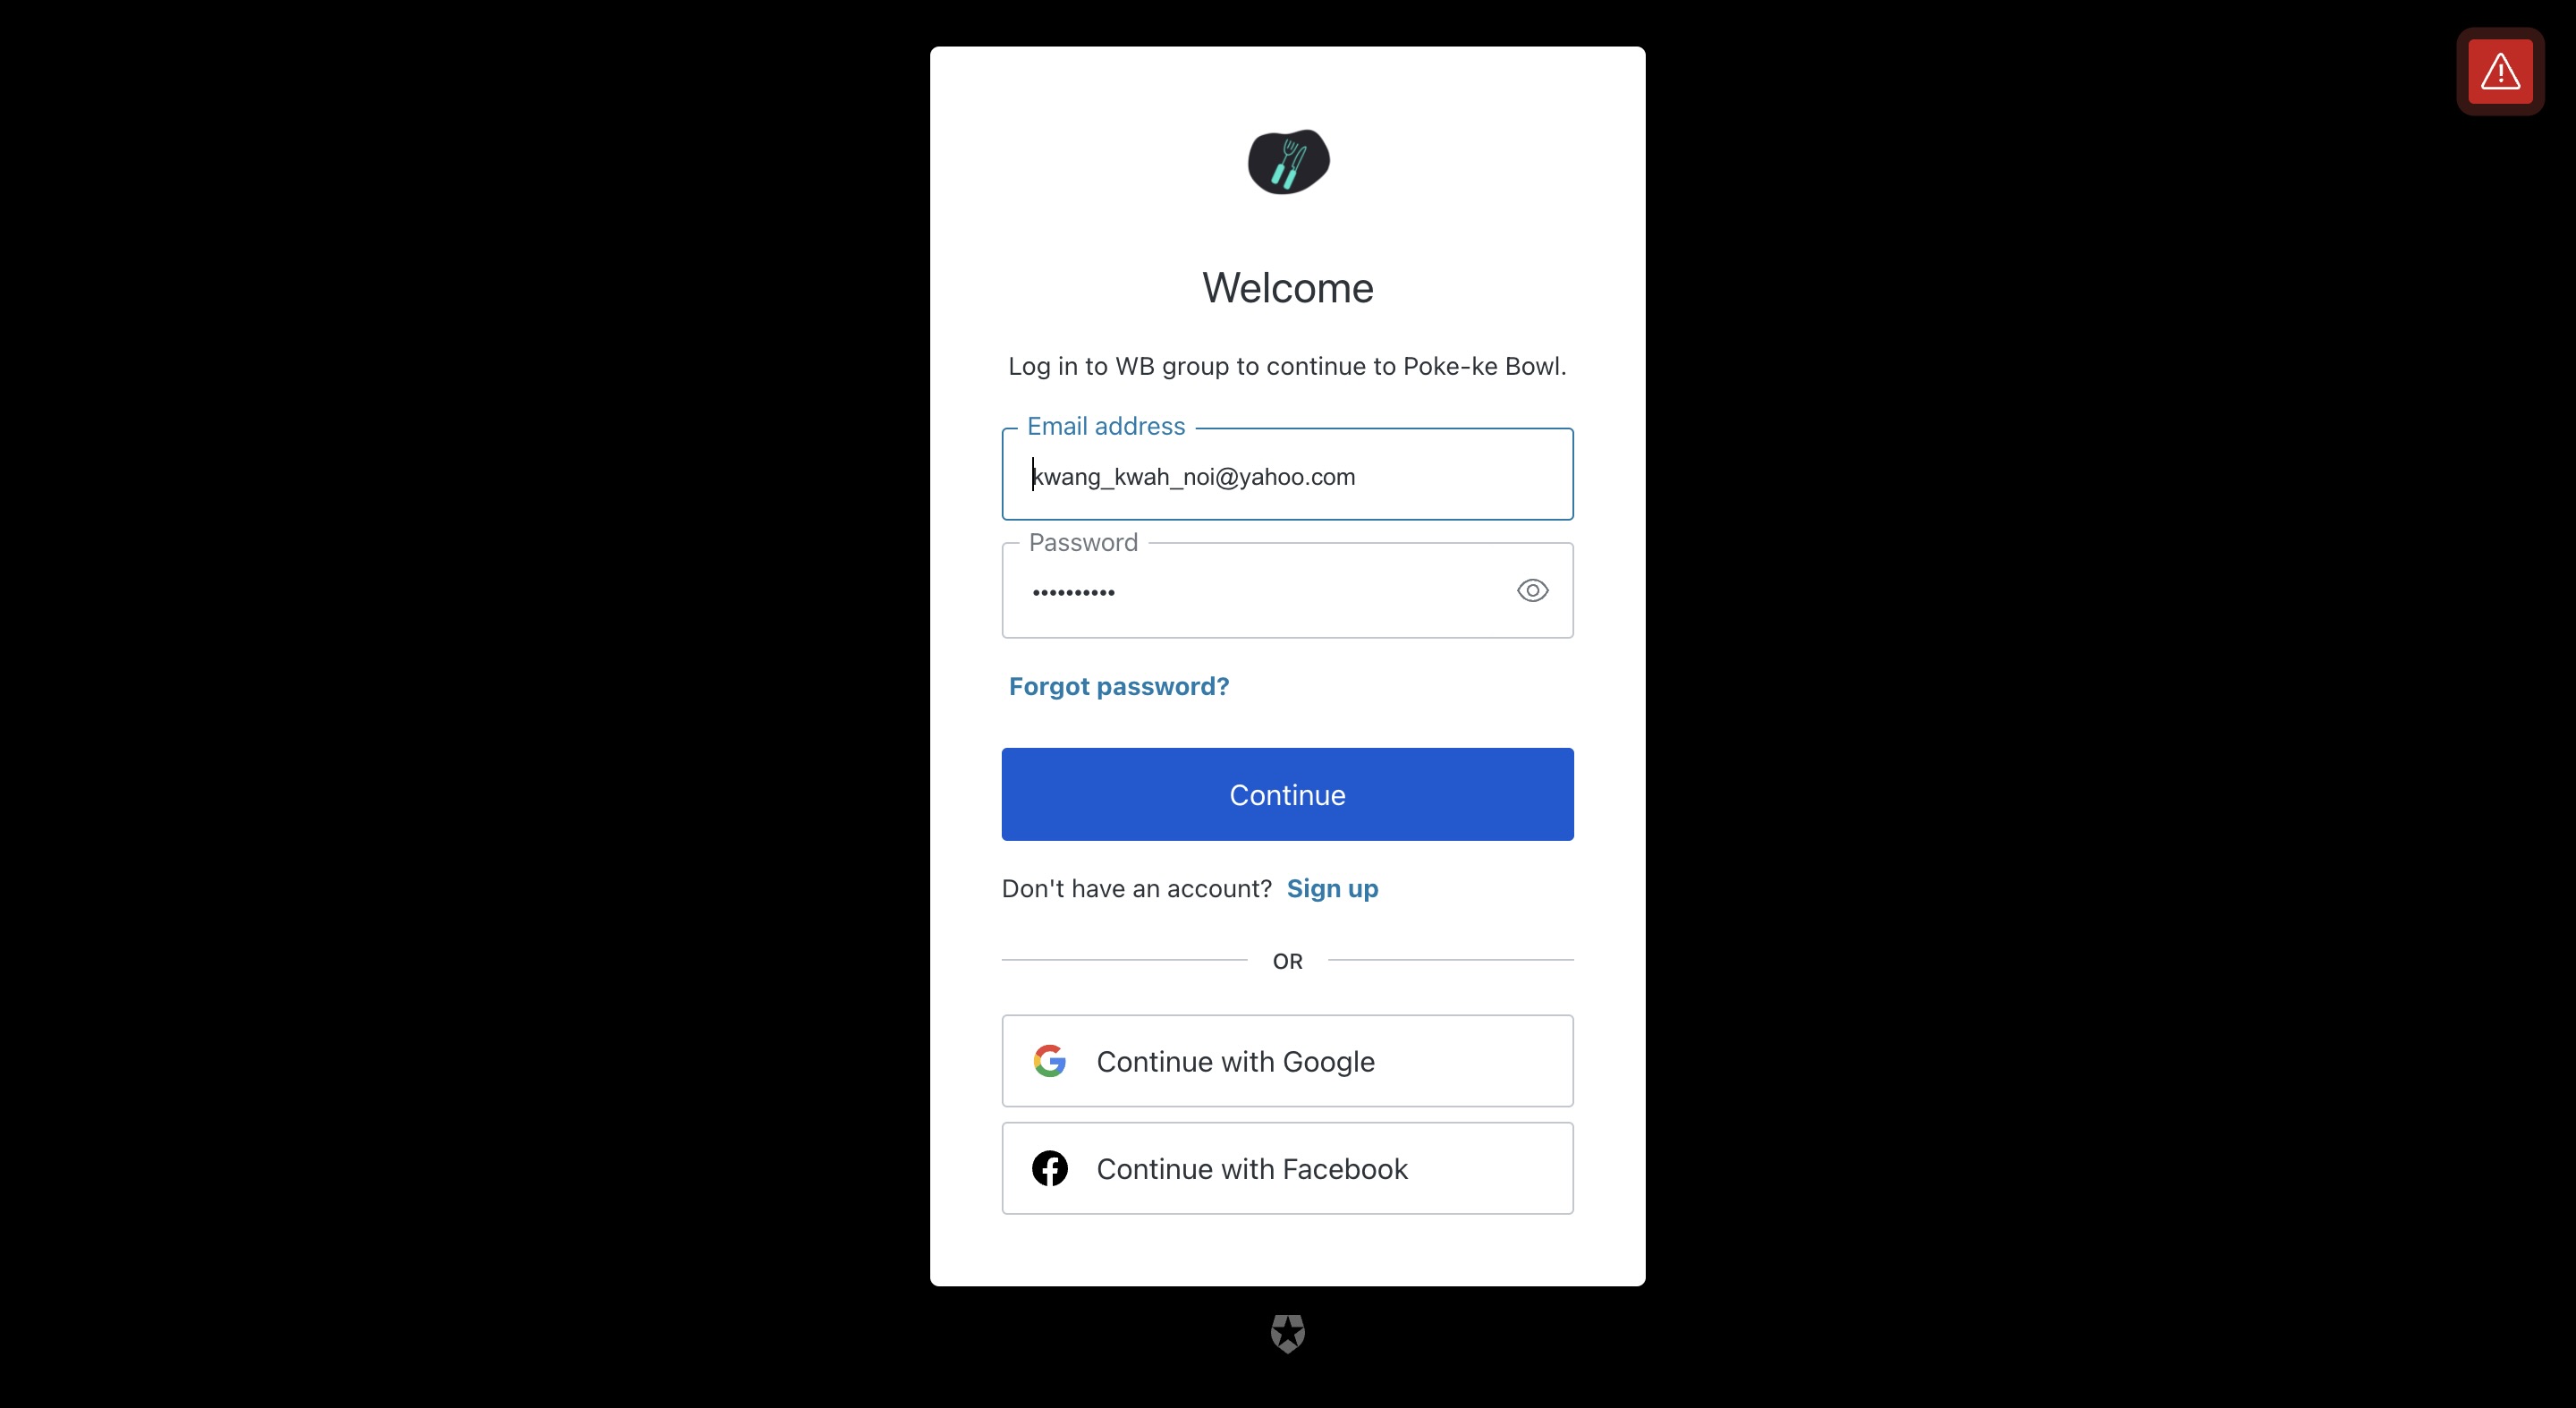 Welcome
Log in to WB group to continue to Poke-ke Bowl.
Email address
kwang_kwah_noi@yahoo.com
Password
••••••••••
Forgot password?
Continue
Don't have an account? Sign up
OR
Continue with Google
Continue with Facebook